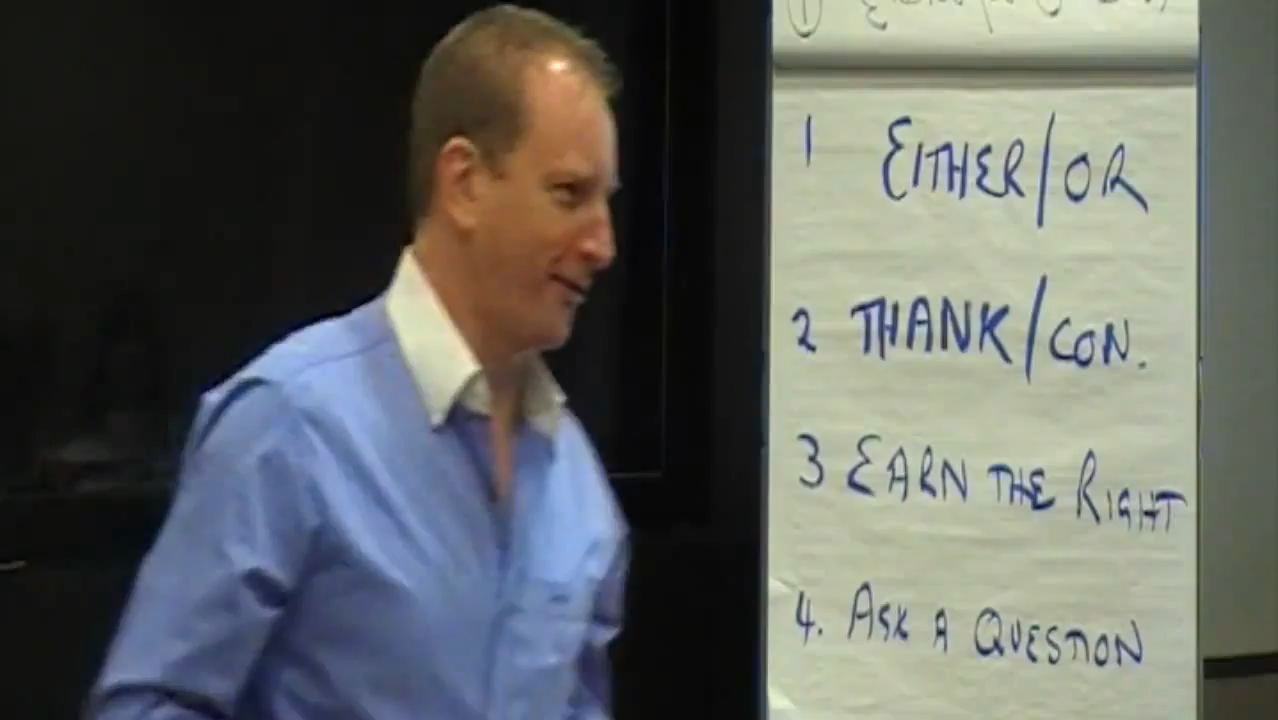 1 EITHER/OR
2 THANK/CON.
3 EARN THE RIGHT
4. ASK A QUESTION